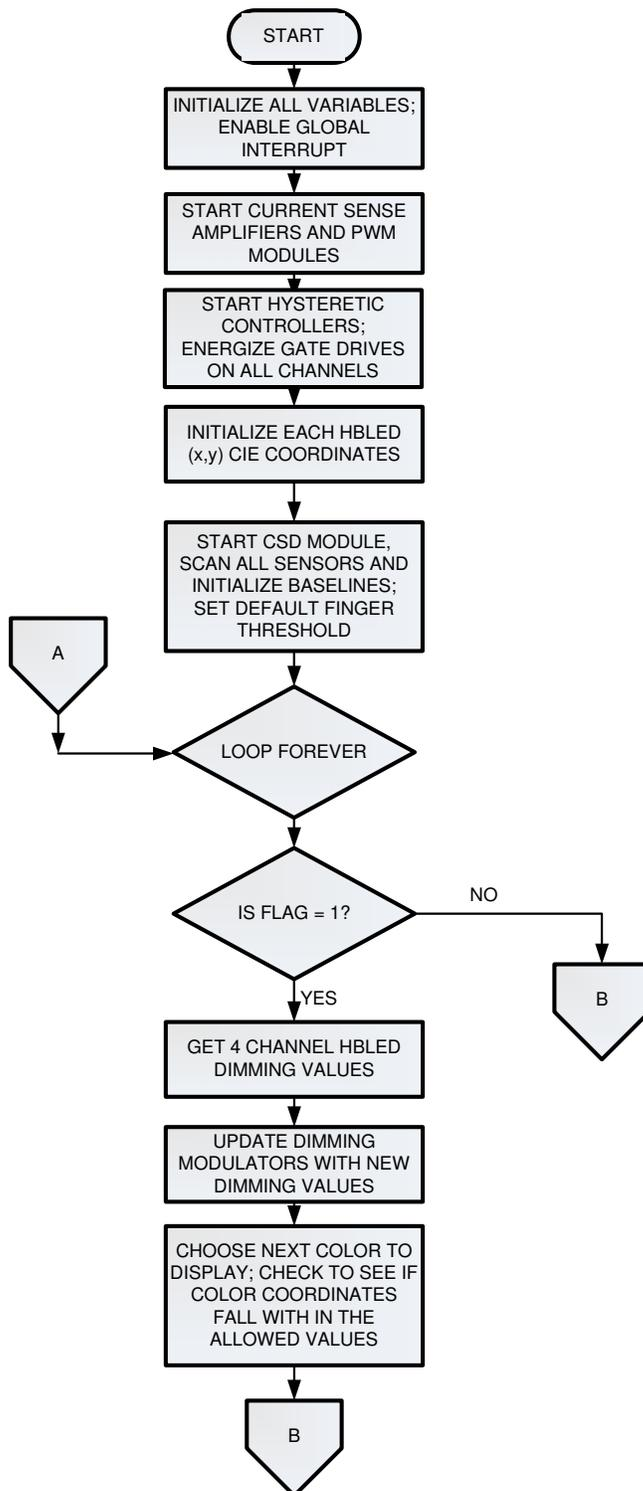 START
INITIALIZE ALL VARIABLES;
ENABLE GLOBAL
INTERRUPT
START CURRENT SENSE
AMPLIFIERS AND PWM
MODULES
START HYSTERETIC
CONTROLLERS;
ENERGIZE GATE DRIVES
ON ALL CHANNELS
INITIALIZE EACH HBLED
(x,y) CIE COORDINATES
START CSD MODULE,
SCAN ALL SENSORS AND
INITIALIZE BASELINES;
SET DEFAULT FINGER
THRESHOLD
A
LOOP FOREVER
IS FLAG = 1?
NO
B
YES
GET 4 CHANNEL HBLED
DIMMING VALUES
UPDATE DIMMING
MODULATORS WITH NEW
DIMMING VALUES
CHOOSE NEXT COLOR TO
DISPLAY; CHECK TO SEE IF
COLOR COORDINATES
FALL WITH IN THE
ALLOWED VALUES
B